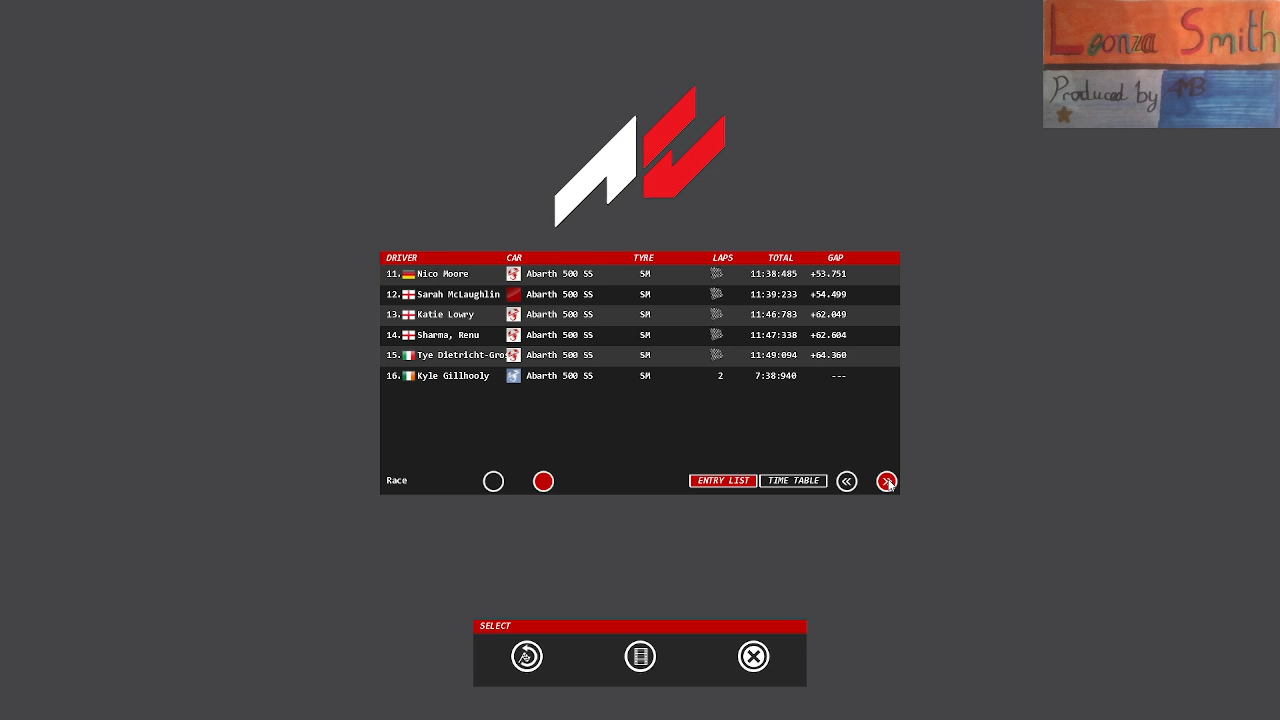 Leonza Smith
Produced by 4MB
DRIVER CAR TYRE LAPS TOTAL GAP
11. Nico Moore Abarth 500 SS SM 11:38:485 +53.751
12. Sarah McLaughlin Abarth 500 SS SM 11:39:233 +54.499
13. Katie Lowry Abarth 500 SS SM 11:46:783 +62.049
14. Sharma, Renu Abarth 500 SS SM 11:47:338 +62.604
15. Tye Dietricht-Gro Abarth 500 SS SM 11:49:094 +64.360
16. Kyle Gillhooly Abarth 500 SS SM 2 7:38:940 ---
Race ENTRY LIST TIME TABLE
SELECT